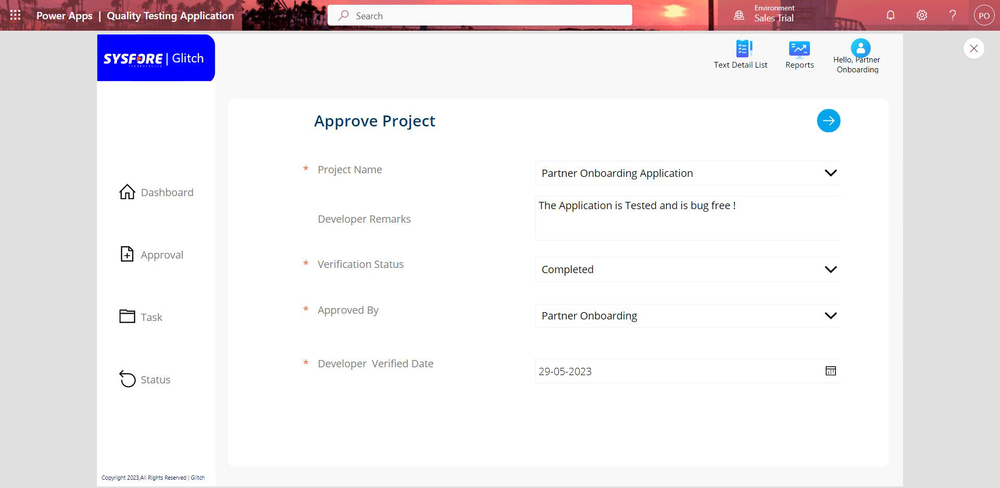 Power Apps | Quality Testing Application
Search
Environment
Sales Trial
?
PO
SYSFORE | Glitch
TECHNOLOGIES
Text Detail List
Reports
Hello, Partner
Onboarding
Approve Project
* Project Name
Partner Onboarding Application
Developer Remarks
The Application is Tested and is bug free !
* Verification Status
Completed
* Approved By
Partner Onboarding
* Developer  Verified Date
29-05-2023
Dashboard
Approval
Task
Status
Copyright 2023,All Rights Reserved | Glitch